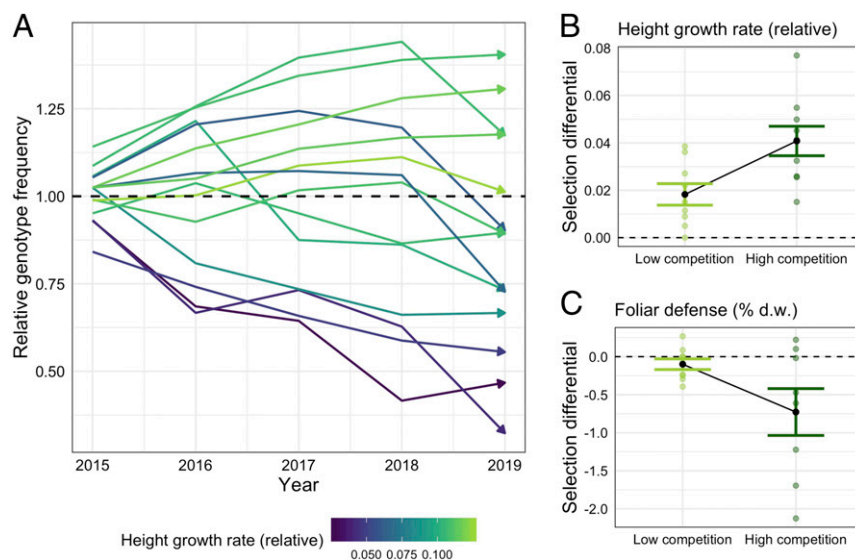 A
Relative genotype frequency
1.25
1.00
0.75
0.50
2015 2016 2017 2018 2019
Year
Height growth rate (relative)
0.050 0.075 0.100
B
Height growth rate (relative)
Selection differential
0.08
0.06
0.04
0.02
0.00
Low competition High competition
C
Foliar defense (% d.w.)
Selection differential
0.0
-0.5
-1.0
-1.5
-2.0
Low competition High competition